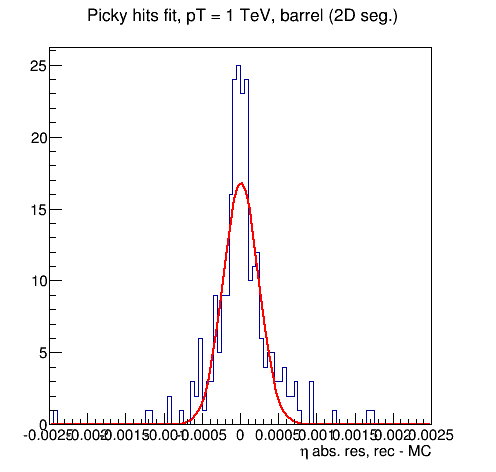 Picky hits fit, pT = 1 TeV, barrel (2D seg.)
25
20
15
10
5
0
-0.0025 -0.002 -0.0015 -0.001 -0.0005 0 0.0005 0.001 0.0015 0.002 0.0025
η abs. res, rec - MC